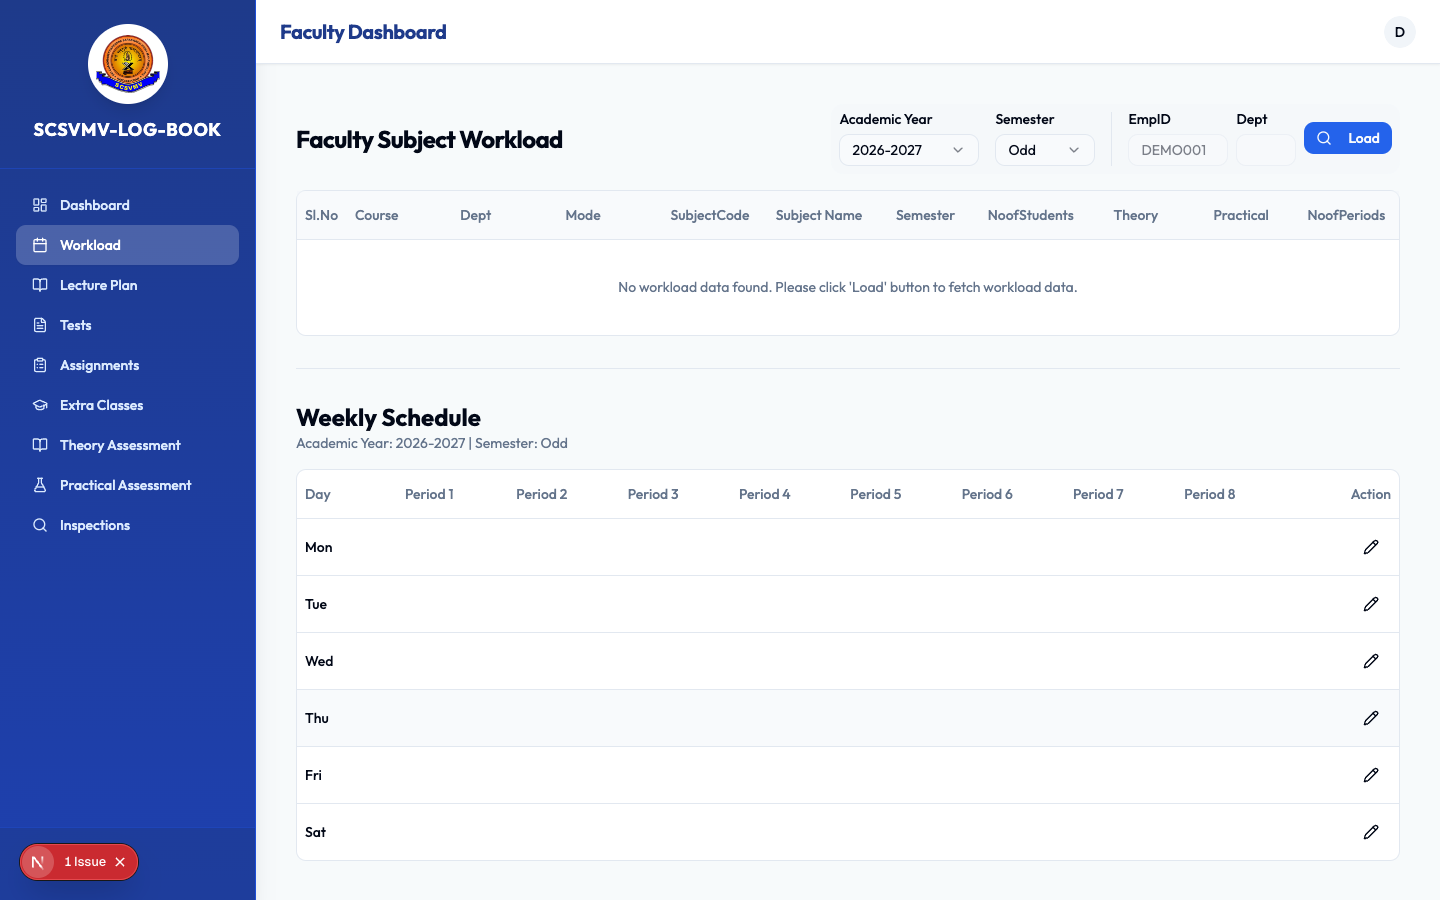 SCSVMV
SCSVMV-LOG-BOOK
Dashboard
Workload
Lecture Plan
Tests
Assignments
Extra Classes
Theory Assessment
Practical Assessment
Inspections
N 1 Issue
Faculty Dashboard
D
Faculty Subject Workload
Academic Year Semester EmpID Dept
2026-2027 Odd DEMO001 Load
Sl.No Course Dept Mode SubjectCode Subject Name Semester NoofStudents Theory Practical NoofPeriods
No workload data found. Please click 'Load' button to fetch workload data.
Weekly Schedule
Academic Year: 2026-2027 | Semester: Odd
Day Period 1 Period 2 Period 3 Period 4 Period 5 Period 6 Period 7 Period 8 Action
Mon
Tue
Wed
Thu
Fri
Sat